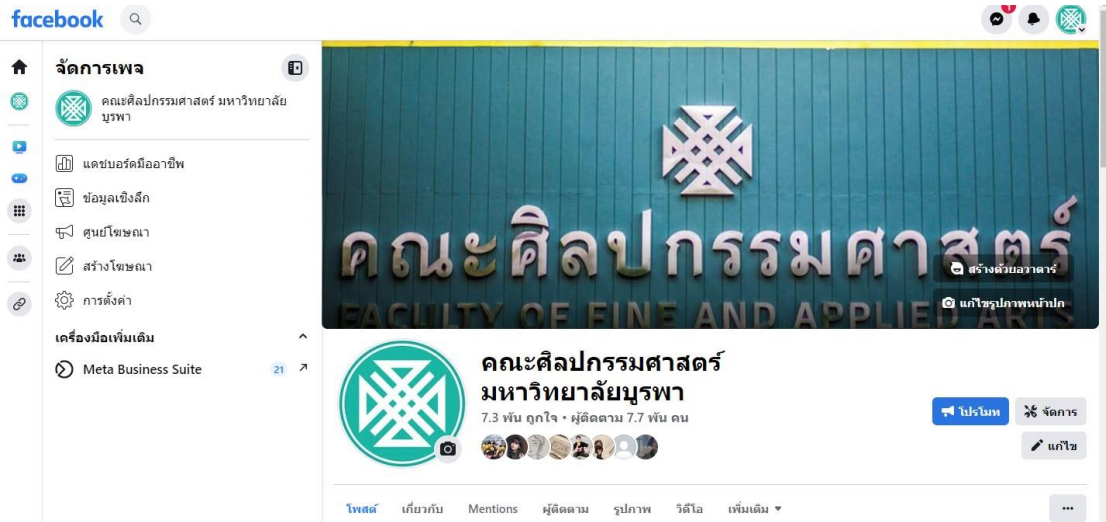 facebook
1
จัดการเพจ
คณะศิลปกรรมศาสตร์ มหาวิทยาลัย
บูรพา
แดชบอร์ดมืออาชีพ
ข้อมูลเชิงลึก
ศูนย์โฆษณา
สร้างโฆษณา
การตั้งค่า
เครื่องมือเพิ่มเติม
Meta Business Suite 21
คณะศิลปกรรมศาสตร์
FACULTY OF FINE AND APPLIED ARTS
สร้างด้วยอวาตาร์
แก้ไขรูปภาพหน้าปก
คณะศิลปกรรมศาสตร์
มหาวิทยาลัยบูรพา
7.3 พัน ถูกใจ • ผู้ติดตาม 7.7 พัน คน
โปรโมท จัดการ
แก้ไข
โพสต์ เกี่ยวกับ Mentions ผู้ติดตาม รูปภาพ วิดีโอ เพิ่มเติม